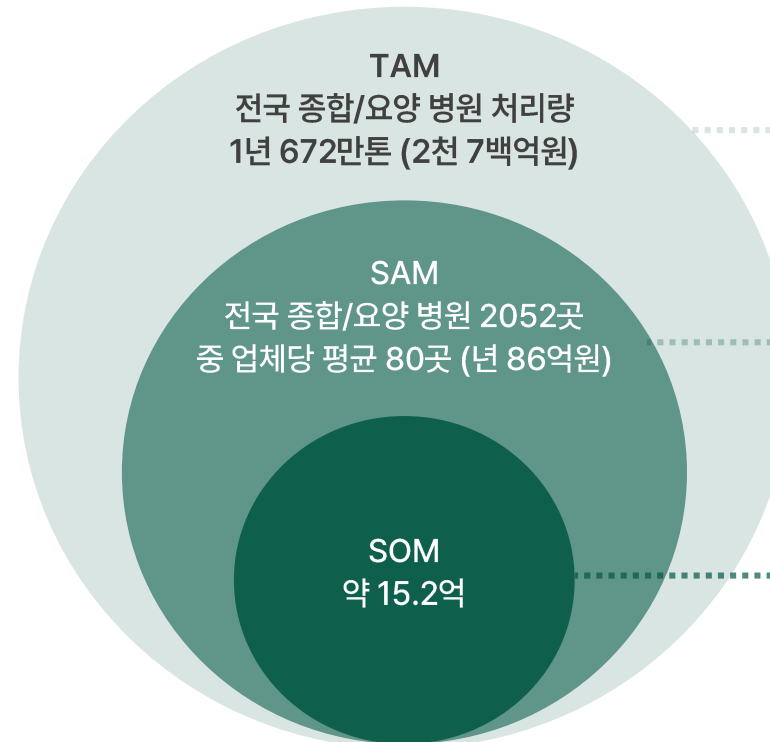 TAM
전국 종합/요양 병원 처리량
1년 672만톤 (2천 7백억원)
SAM
전국 종합/요양 병원 2052곳
중 업체당 평균 80곳 (년 86억원)
SOM
약 15.2억